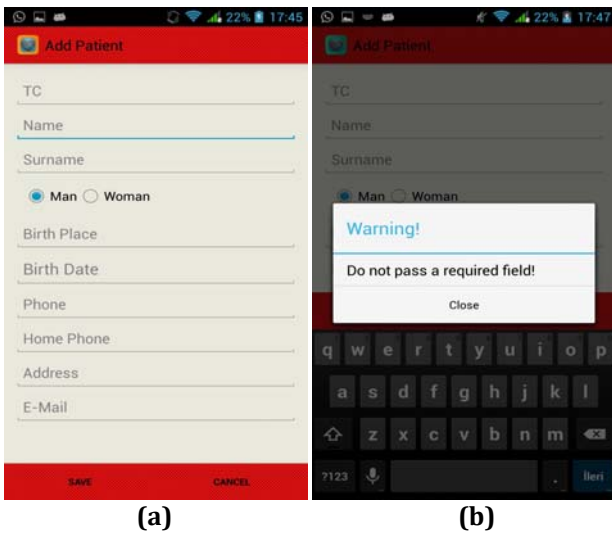 22% 17:45
Add Patient
TC
Name
Surname
Man Woman
Birth Place
Birth Date
Phone
Home Phone
Address
E-Mail
SAVE CANCEL
(a)
22% 17:47
Add Patient
TC
Name
Surname
Man Woman
Warning!
Do not pass a required field!
Close
q w e r t y u i o p
a s d f g h j k l
z x c v b n m
?123 . İleri
(b)